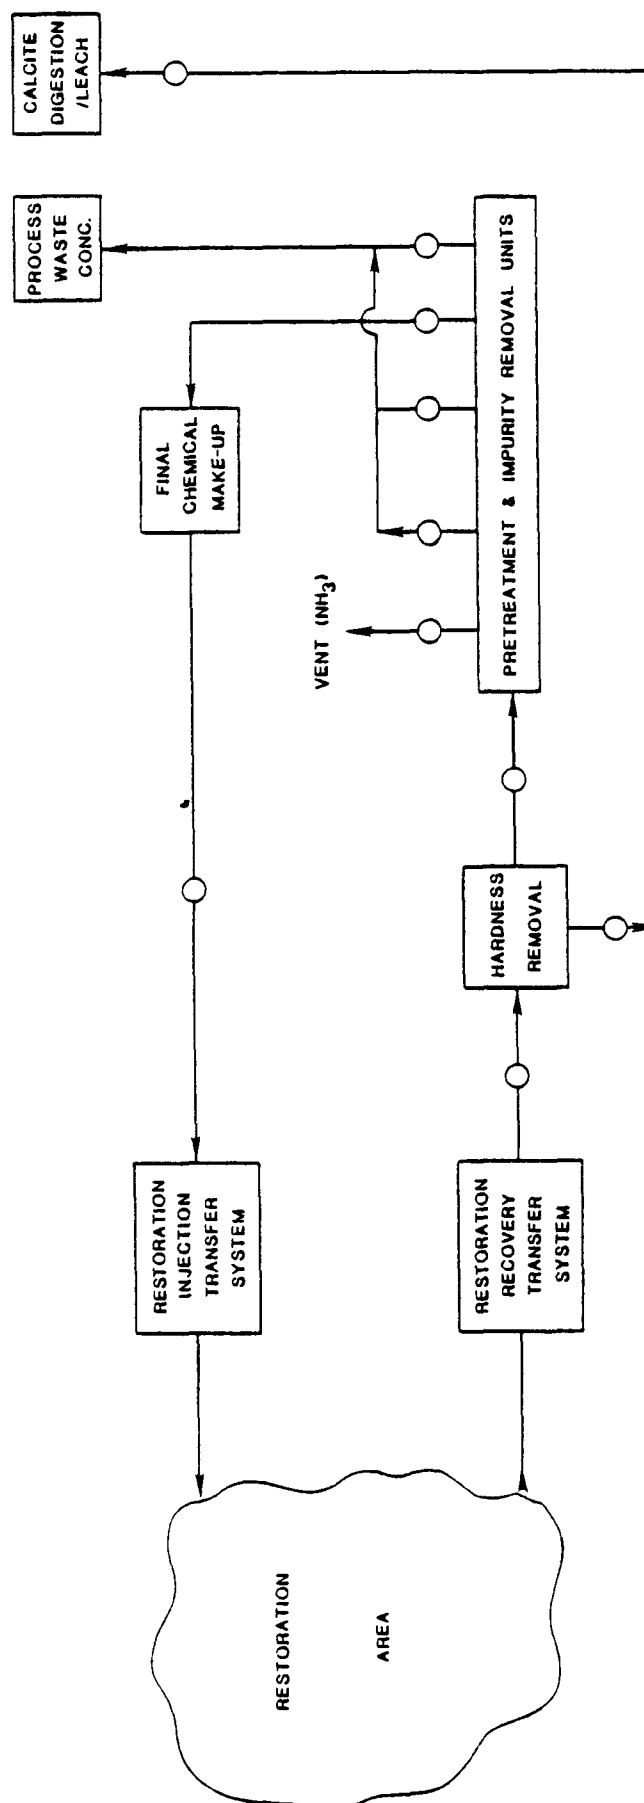 CALCITE
DIGESTION
/LEACH
PROCESS
WASTE
CONC.
FINAL
CHEMICAL
MAKE-UP
VENT (NH3)
PRETREATMENT & IMPURITY REMOVAL UNITS
HARDNESS
REMOVAL
RESTORATION
INJECTION
TRANSFER
SYSTEM
RESTORATION
RECOVERY
TRANSFER
SYSTEM
RESTORATION
AREA